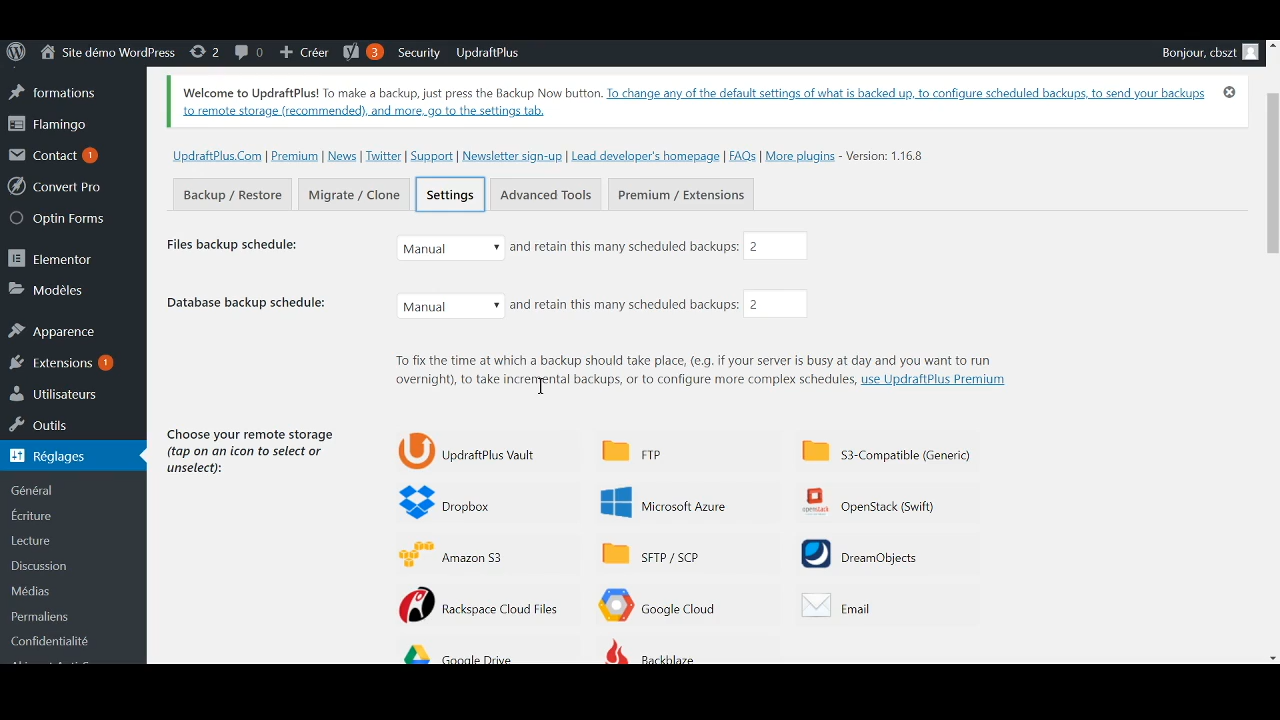 Site démo WordPress 2 0 Créer 3 Security UpdraftPlus Bonjour, cbszt
formations
Flamingo
Contact 1
Convert Pro
Optin Forms
Elementor
Modèles
Apparence
Extensions 1
Utilisateurs
Outils
Réglages
Général
Écriture
Lecture
Discussion
Médias
Permaliens
Confidentialité
Welcome to UpdraftPlus! To make a backup, just press the Backup Now button. To change any of the default settings of what is backed up, to configure scheduled backups, to send your backups
to remote storage (recommended), and more, go to the settings tab.
UpdraftPlus.Com | Premium | News | Twitter | Support | Newsletter sign-up | Lead developer's homepage | FAQs | More plugins - Version: 1.16.8
Backup / Restore Migrate / Clone Settings Advanced Tools Premium / Extensions
Files backup schedule: Manual and retain this many scheduled backups: 2
Database backup schedule: Manual and retain this many scheduled backups: 2
To fix the time at which a backup should take place, (e.g. if your server is busy at day and you want to run
overnight), to take incremental backups, or to configure more complex schedules, use UpdraftPlus Premium
Choose your remote storage
(tap on an icon to select or
unselect):
UpdraftPlus Vault FTP S3-Compatible (Generic)
Dropbox Microsoft Azure openstack OpenStack (Swift)
Amazon S3 SFTP / SCP DreamObjects
Rackspace Cloud Files Google Cloud Email
Google Drive Backblaze